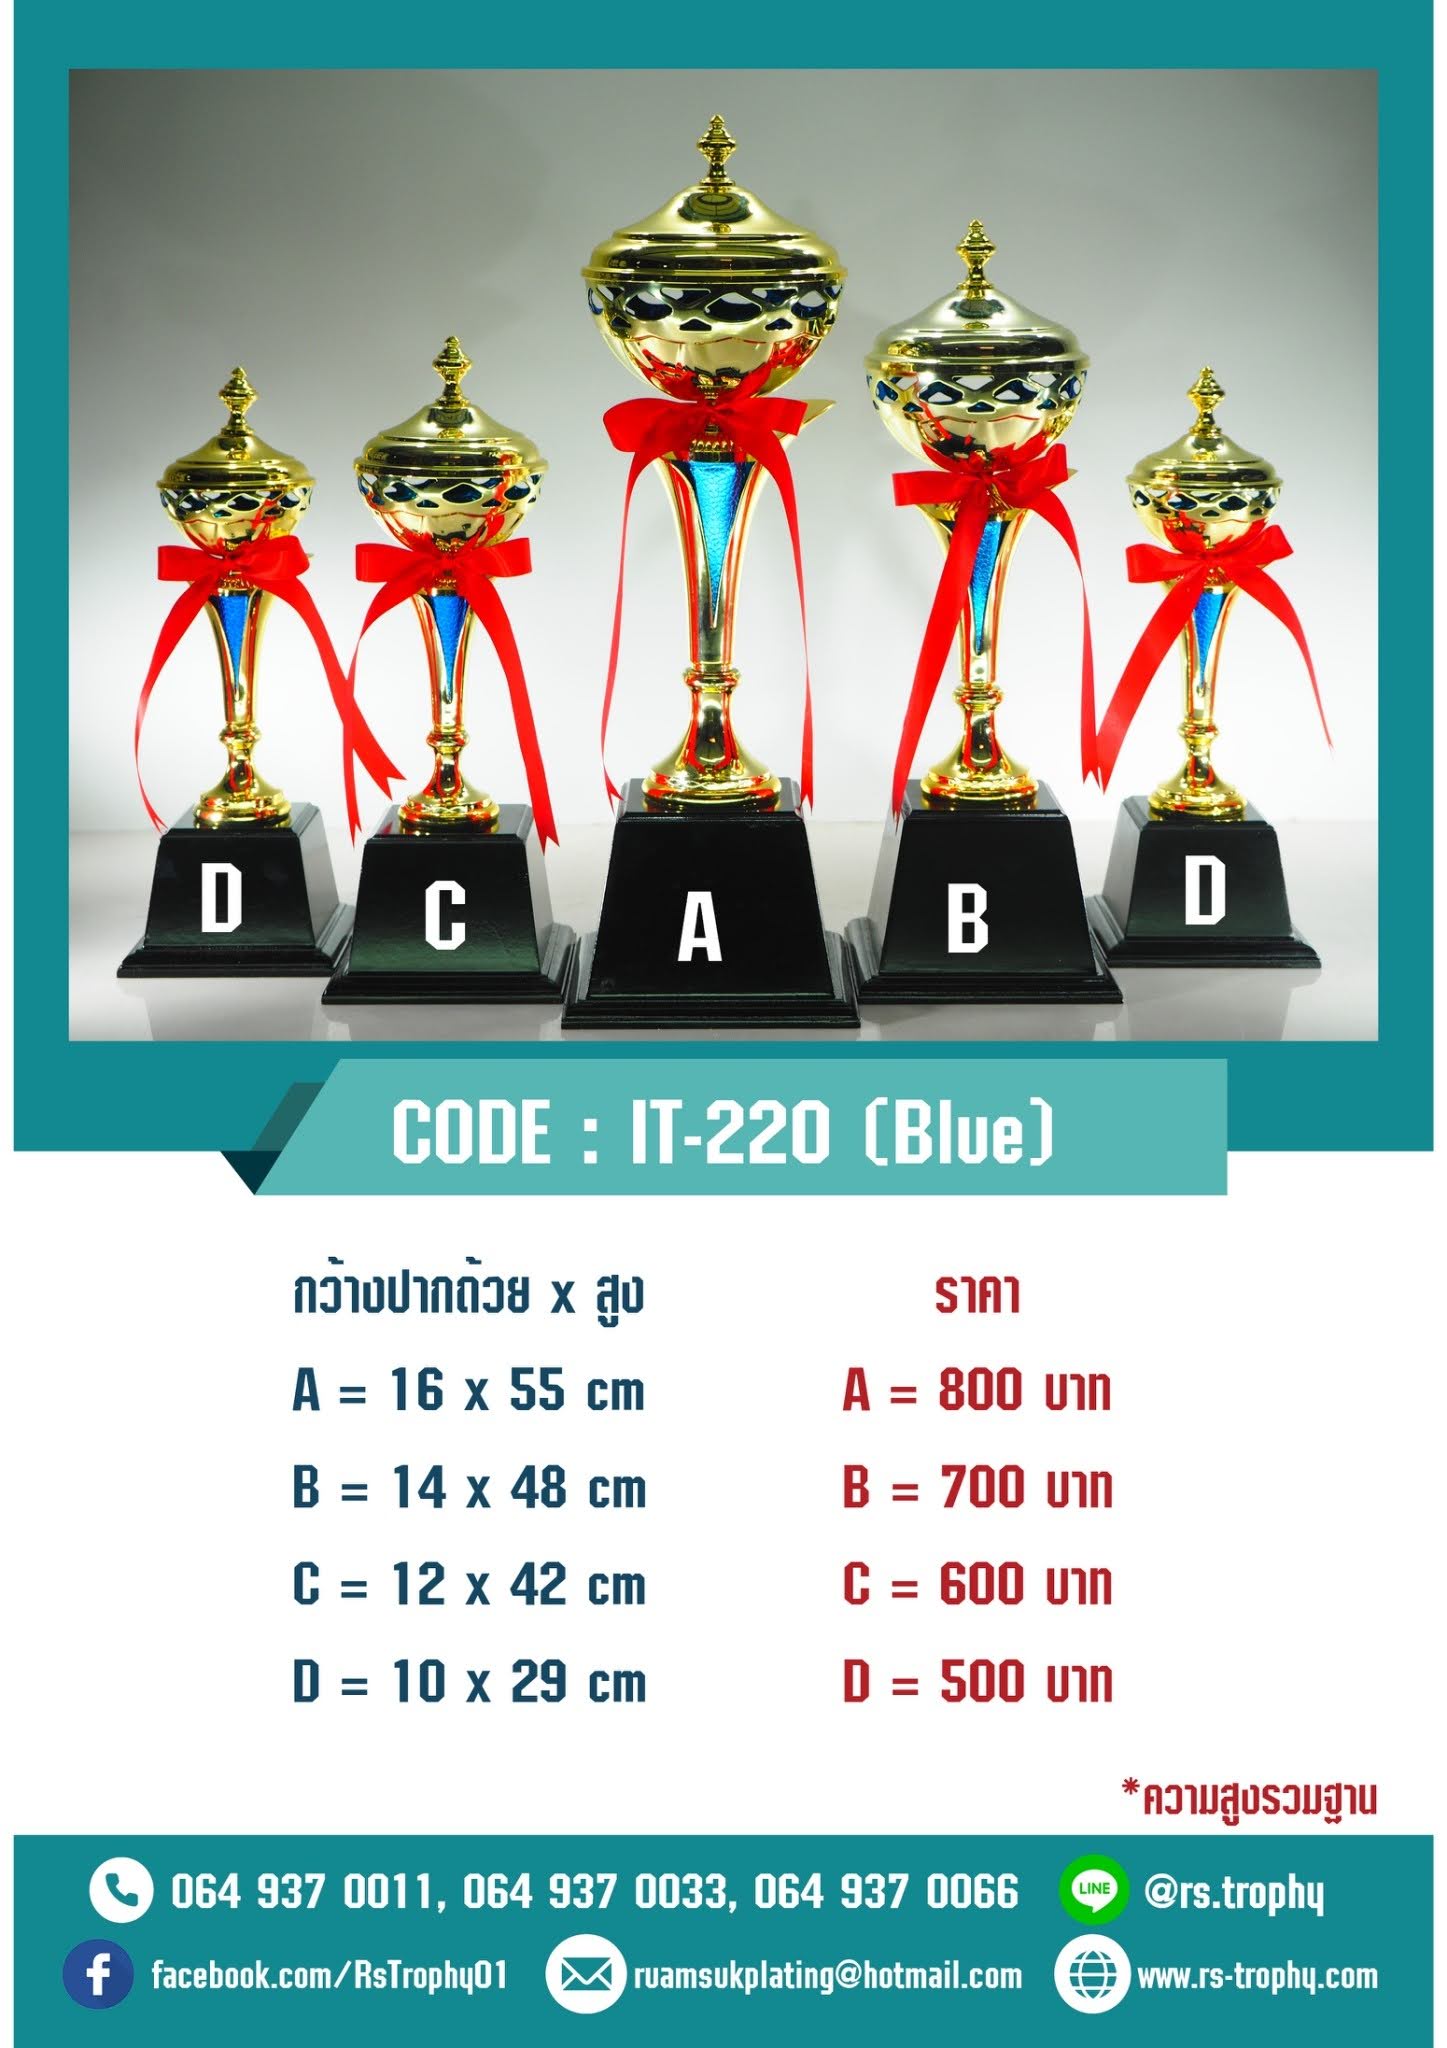 D
C
A
B
D
CODE : IT-220 (Blue)
กว้างปากถ้วย x สูง
ราคา
A = 16 x 55 cm
A = 800 บาท
B = 14 x 48 cm
B = 700 บาท
C = 12 x 42 cm
C = 600 บาท
D = 10 x 29 cm
D = 500 บาท
*ความสูงรวมฐาน
064 937 0011, 064 937 0033, 064 937 0066
LINE @rs.trophy
f facebook.com/RsTrophy01
ruamsukplating@hotmail.com
www.rs-trophy.com